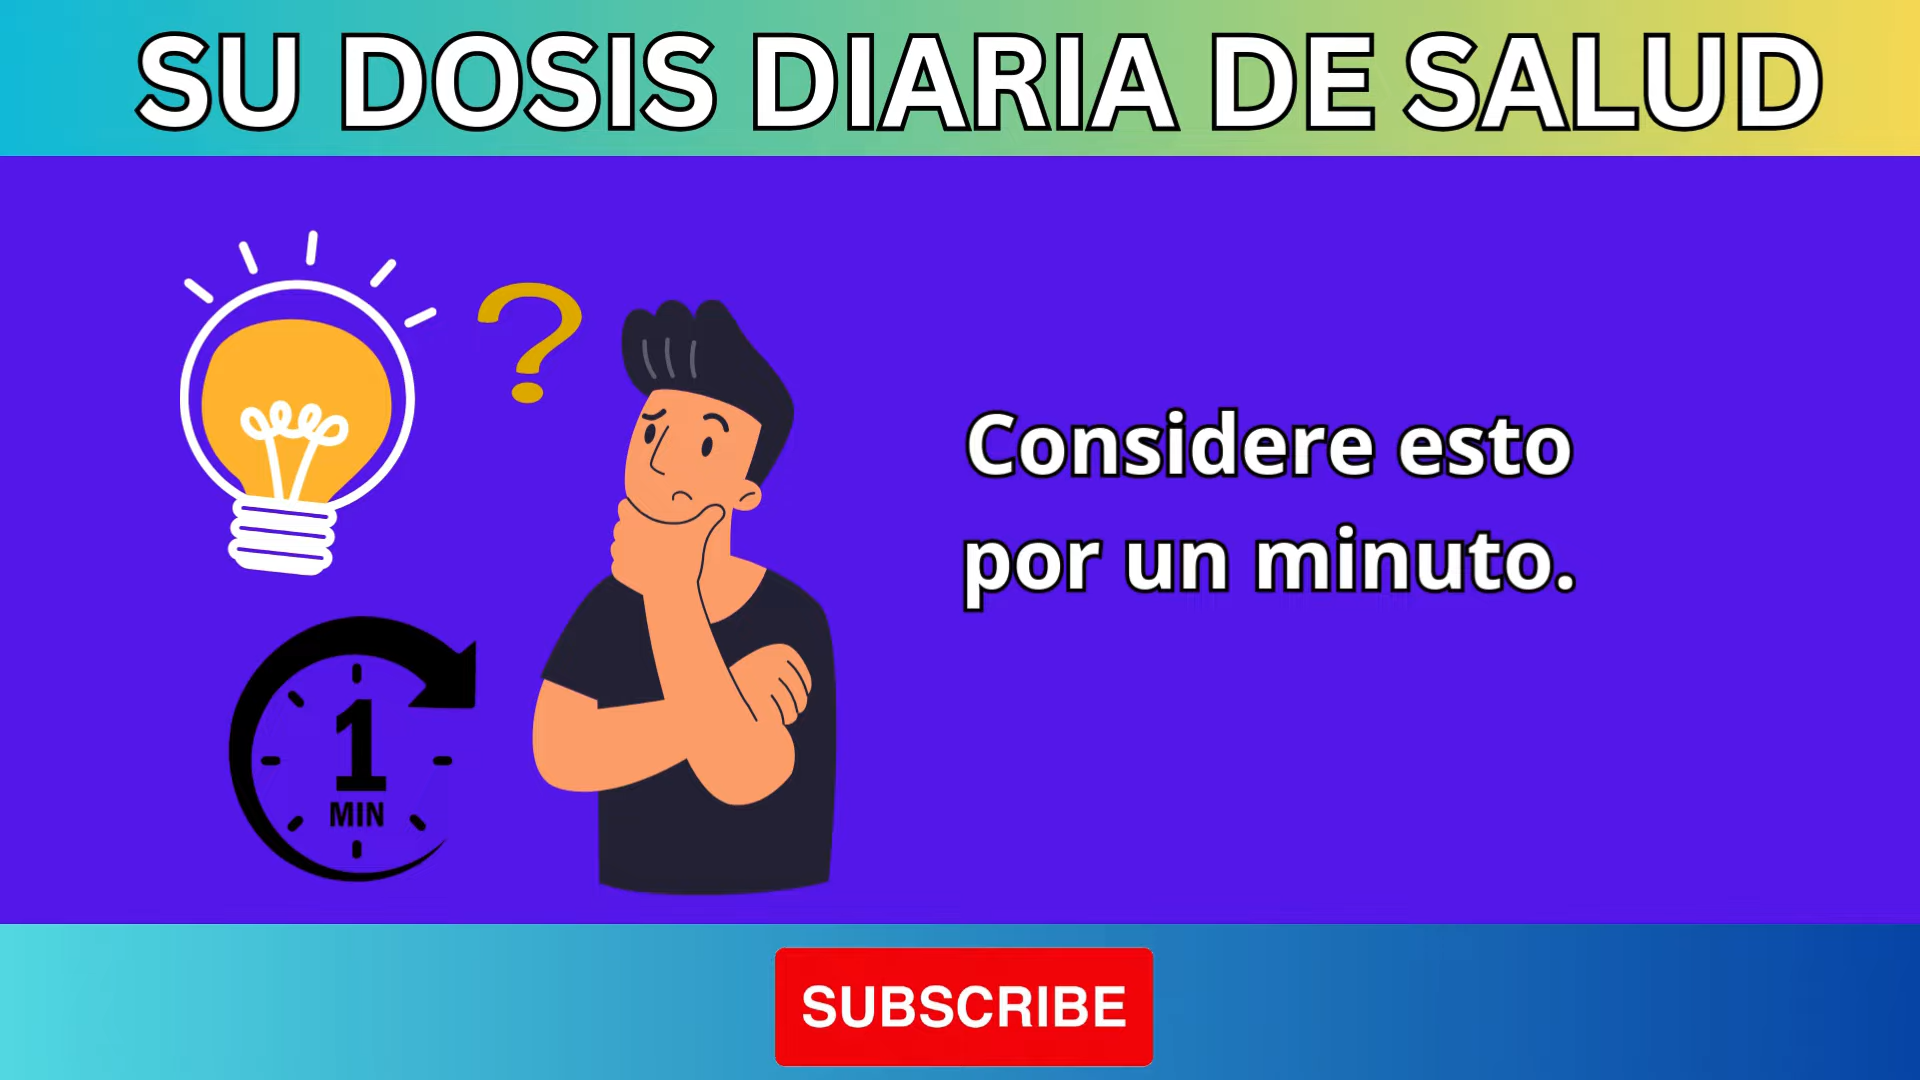 SU DOSIS DIARIA DE SALUD
Considere esto
por un minuto.
1
MIN
SUBSCRIBE